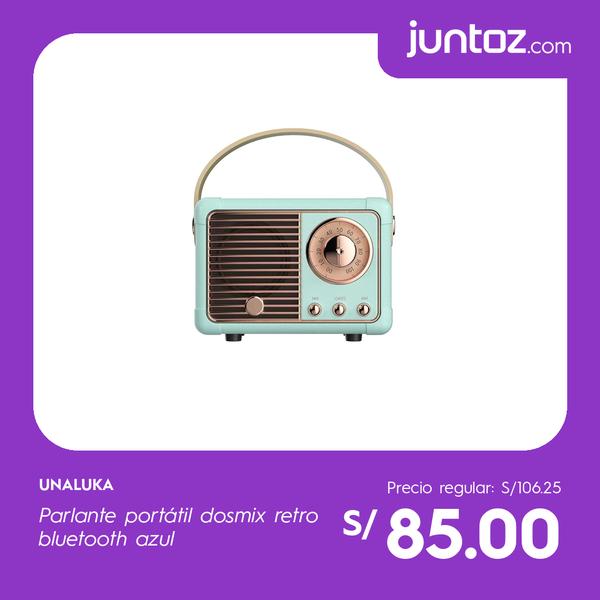 juntoz.com
UNALUKA
Parlante portátil dosmix retro
bluetooth azul
Precio regular: S/106.25
S/ 85.00